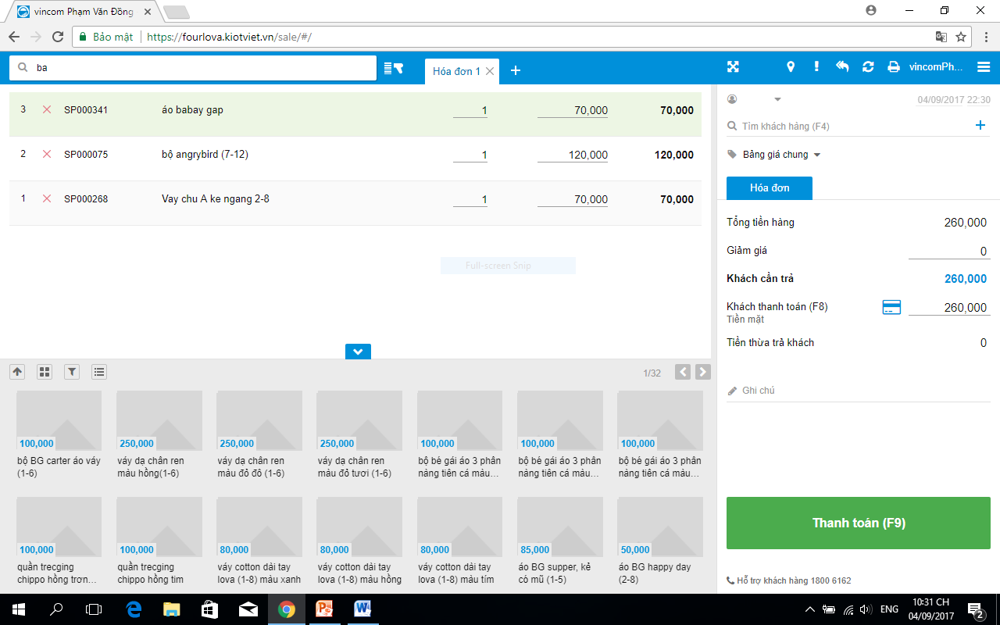 vincom Phạm Văn Đồng
Bảo mật
https://fourlova.kiotviet.vn/sale/#/
ba
Hóa đơn 1
vincomPh...
3 SP000341 áo babay gap 1 70,000 70,000
2 SP000075 bộ angrybird (7-12) 1 120,000 120,000
1 SP000268 Vay chu A ke ngang 2-8 1 70,000 70,000
Full-screen Snip
04/09/2017 22:30
Tìm khách hàng (F4)
Bảng giá chung
Hóa đơn
Tổng tiền hàng 260,000
Giảm giá 0
Khách cần trả 260,000
Khách thanh toán (F8) 260,000
Tiền mặt
Tiền thừa trả khách 0
Ghi chú
Thanh toán (F9)
Hỗ trợ khách hàng 1800 6162
1/32
100,000
bộ BG carter áo váy
(1-6)
250,000
váy dạ chân ren
màu hồng(1-6)
250,000
váy dạ chân ren
màu đỏ đô (1-6)
250,000
váy dạ chân ren
màu đỏ tươi (1-6)
100,000
bộ bé gái áo 3 phân
nàng tiên cá màu...
100,000
bộ bé gái áo 3 phân
nàng tiên cá màu...
100,000
bộ bé gái áo 3 phân
nàng tiên cá màu...
100,000
quần trecging
chippo hồng trơn...
100,000
quần trecging
chippo hồng tim
80,000
váy cotton dài tay
lova (1-8) màu xanh
80,000
váy cotton dài tay
lova (1-8) màu hồng
80,000
váy cotton dài tay
lova (1-8) màu tím
85,000
áo BG supper, kẻ
có mũ (1-5)
50,000
áo BG happy day
(2-8)
ENG
10:31 CH
04/09/2017
2